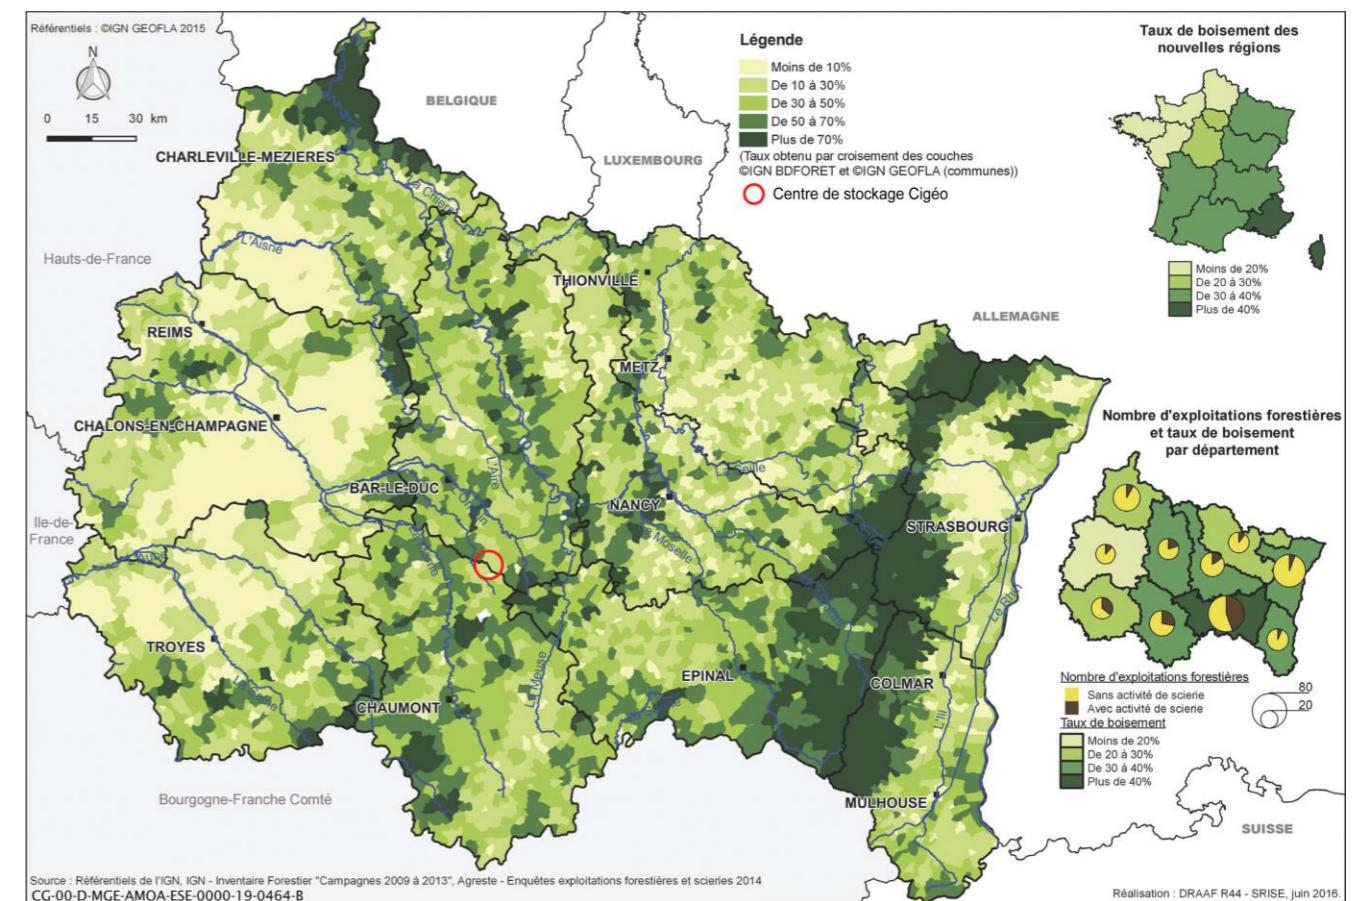 Référentiels : ©IGN GEOFLA 2015
N
0 15 30 km
BELGIQUE
LUXEMBOURG
ALLEMAGNE
SUISSE
Hauts-de-France
Ile-de-
France
Bourgogne-Franche Comté
CHARLEVILLE-MEZIERES
La Chiers
L'Aisne
REIMS
THIONVILLE
METZ
CHALONS-EN-CHAMPAGNE
BAR-LE-DUC
L'Aire
NANCY
La Seille
La Moselle
STRASBOURG
Le Rhin
L'Aube
TROYES
La Seine
CHAUMONT
La Meuse
EPINAL
COLMAR
L'Ill
MULHOUSE
Légende
Moins de 10%
De 10 à 30%
De 30 à 50%
De 50 à 70%
Plus de 70%
(Taux obtenu par croisement des couches
©IGN BDFORET et ©IGN GEOFLA (communes))
Centre de stockage Cigéo
Taux de boisement des
nouvelles régions
Moins de 20%
De 20 à 30%
De 30 à 40%
Plus de 40%
Nombre d'exploitations forestières
et taux de boisement
par département
Nombre d'exploitations forestières
Sans activité de scierie
Avec activité de scierie
80
20
Taux de boisement
Moins de 20%
De 20 à 30%
De 30 à 40%
Plus de 40%
Source : Référentiels de l'IGN, IGN - Inventaire Forestier "Campagnes 2009 à 2013", Agreste - Enquêtes exploitations forestières et scieries 2014
CG-00-D-MGE-AMOA-ESE-0000-19-0464-B
Réalisation : DRAAF R44 - SRISE, juin 2016.